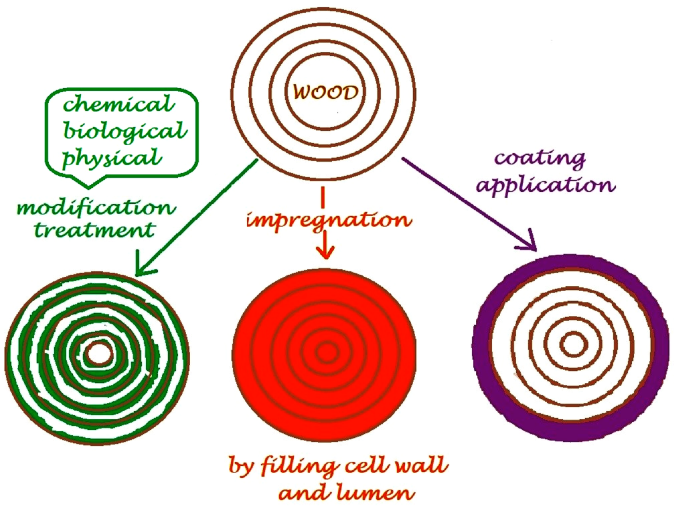 WOOD
chemical
biological
physical
modification
treatment
impregnation
coating
application
by filling cell wall
and lumen